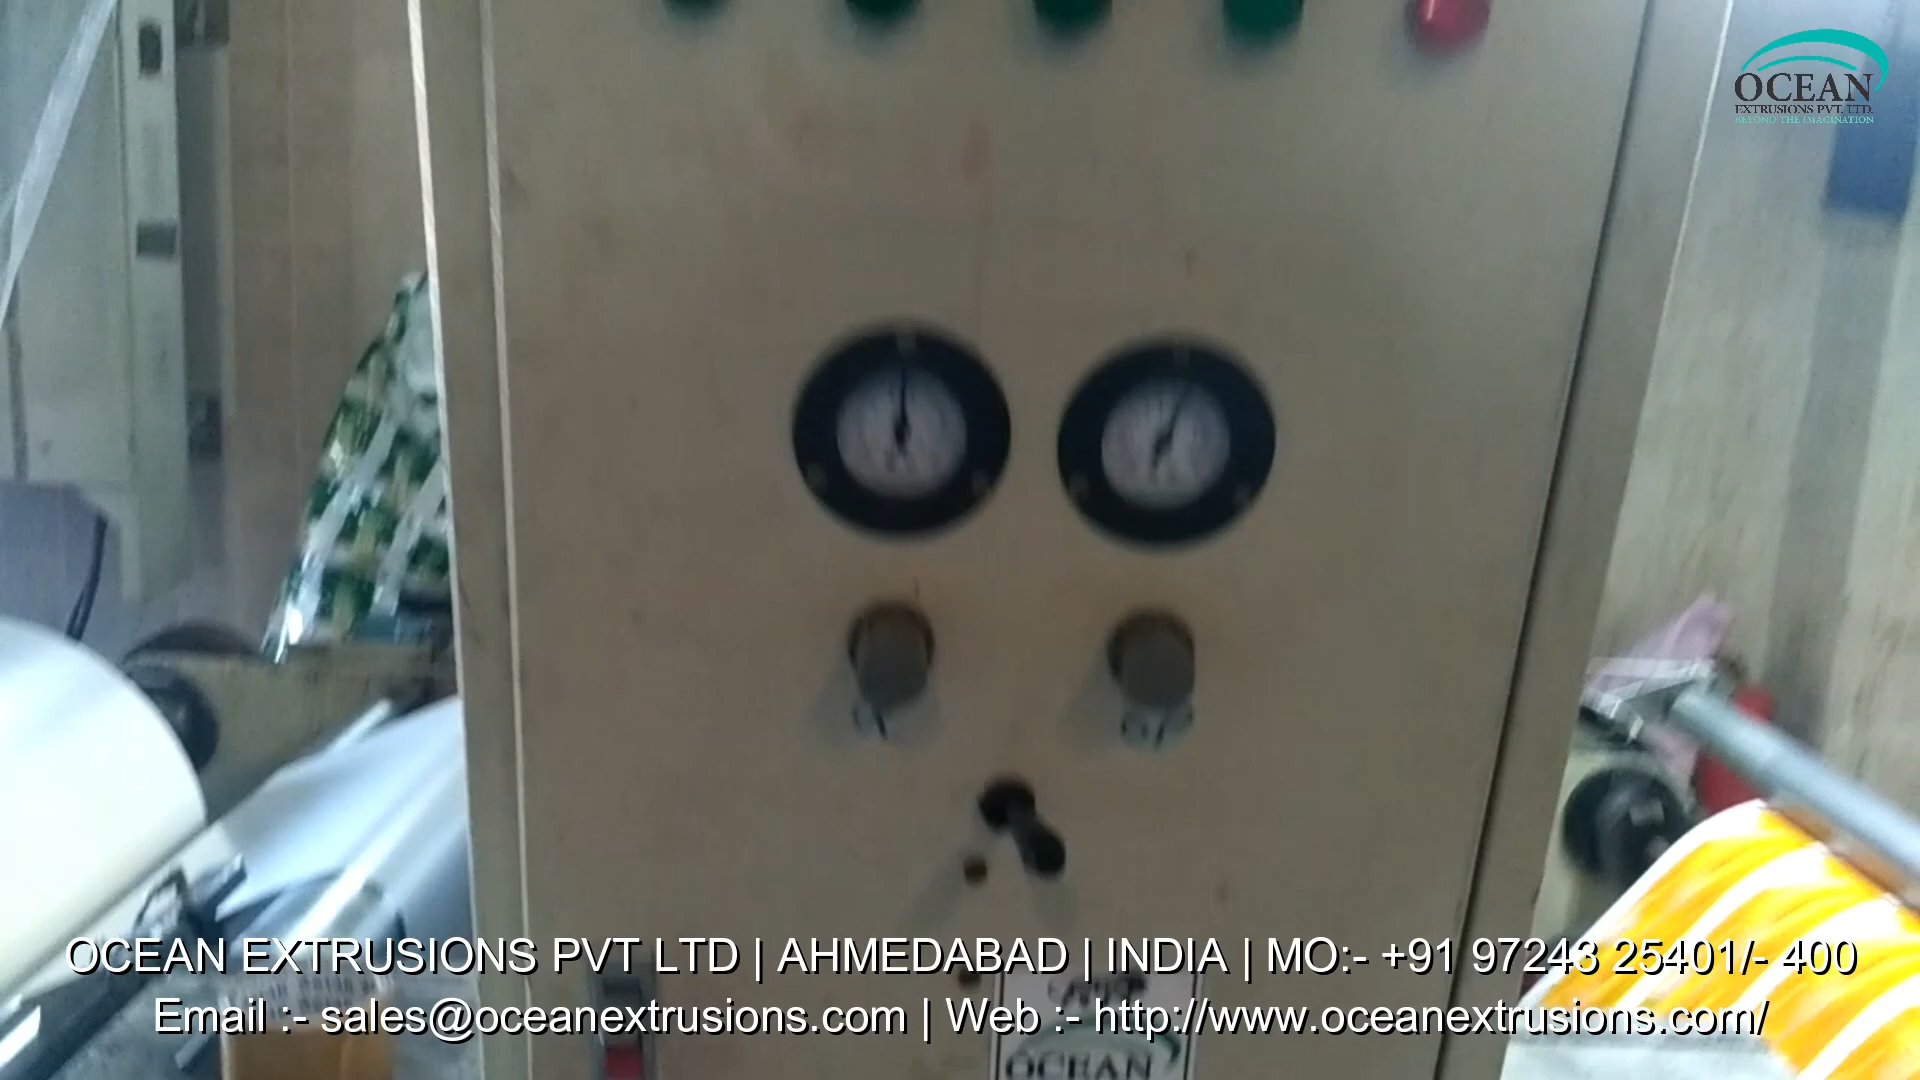 OCEAN
EXTRUSIONS PVT. LTD.
BEYOND THE IMAGINATION
OCEAN EXTRUSIONS PVT LTD | AHMEDABAD | INDIA | MO:- +91 97243 25401/- 400
Email :- sales@oceanextrusions.com | Web :- http://www.oceanextrusions.com/
OCEAN